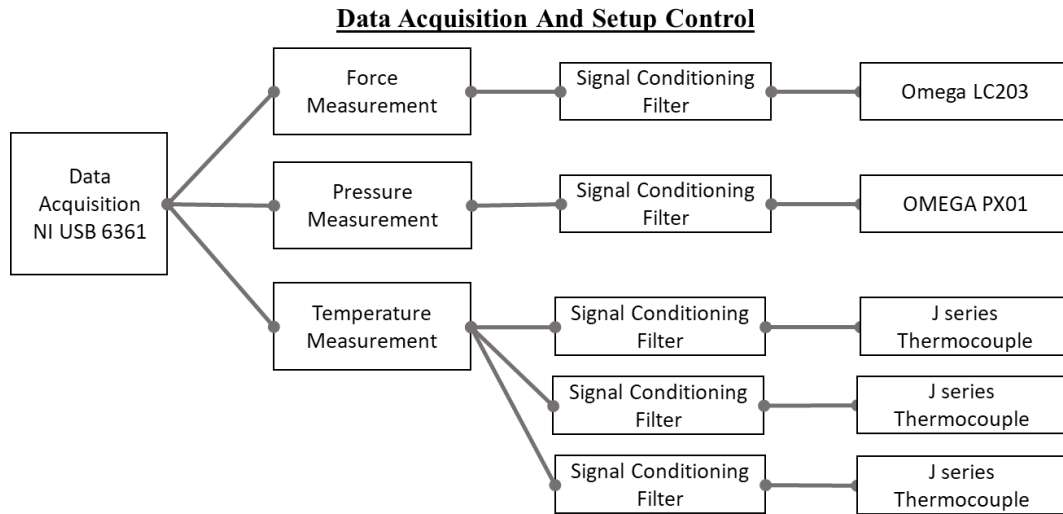 Data Acquisition And Setup Control
Data
Acquisition
NI USB 6361
Force
Measurement
Signal Conditioning
Filter
Omega LC203
Pressure
Measurement
Signal Conditioning
Filter
OMEGA PX01
Temperature
Measurement
Signal Conditioning
Filter
J series
Thermocouple
Signal Conditioning
Filter
J series
Thermocouple
Signal Conditioning
Filter
J series
Thermocouple